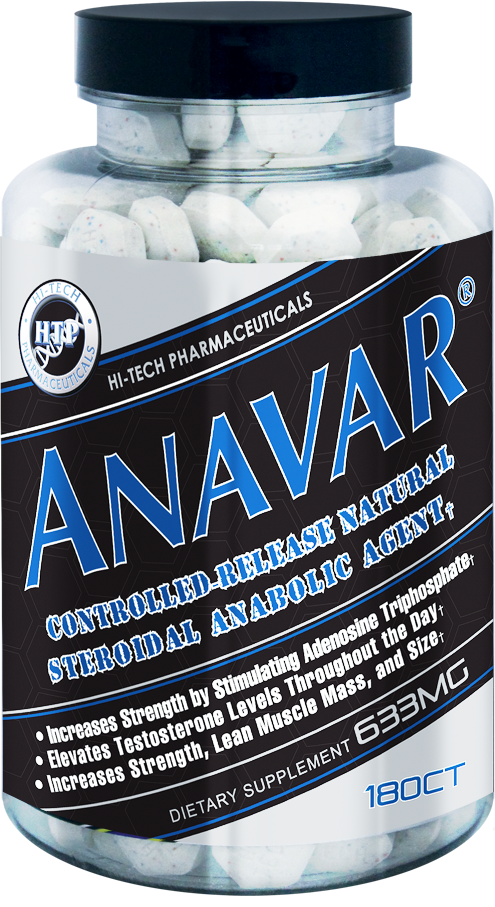 HI-TECH
HTP
PHARMACEUTICALS
HI-TECH PHARMACEUTICALS
ANAVAR®
CONTROLLED-RELEASE NATURAL
STEROIDAL ANABOLIC AGENT†
• Increases Strength by Stimulating Adenosine Triphosphate†
• Elevates Testosterone Levels Throughout the Day†
• Increases Strength, Lean Muscle Mass, and Size†
DIETARY SUPPLEMENT 633MG
180CT